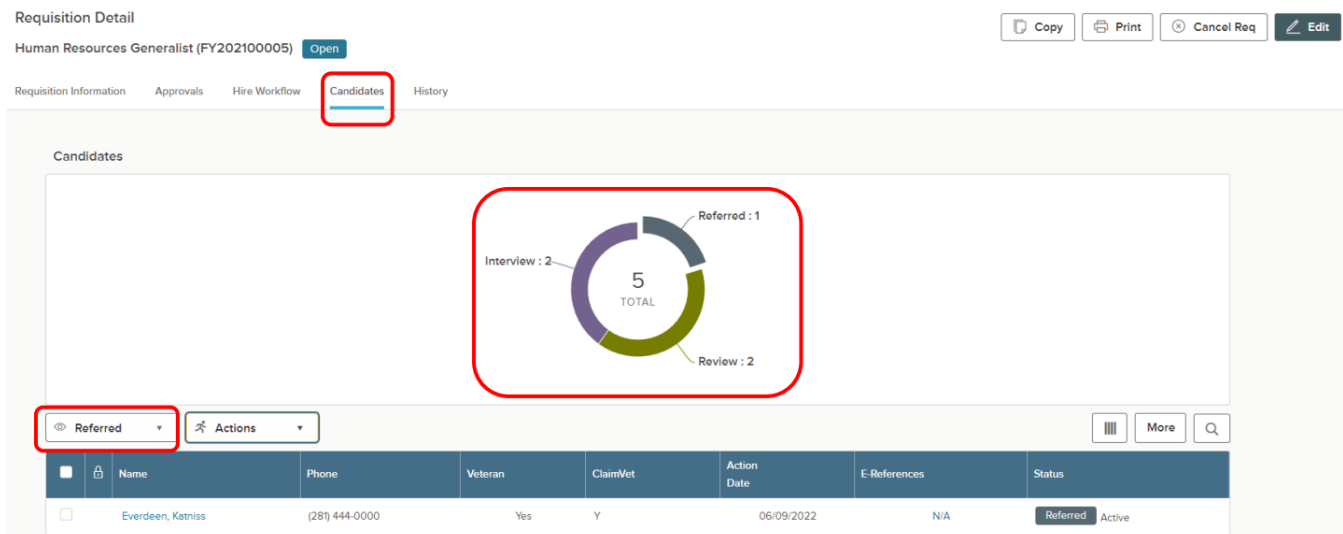 Requisition Detail
Copy
Print
Cancel Req
Edit
Human Resources Generalist (FY202100005) Open
Requisition Information
Approvals
Hire Workflow
Candidates
History
Candidates
Referred : 1
Interview : 2
5
TOTAL
Review : 2
Referred
Actions
More
Name
Phone
Veteran
ClaimVet
Action
Date
E-References
Status
Everdeen, Katniss
(281) 444-0000
Yes
Y
06/09/2022
N/A
Referred Active